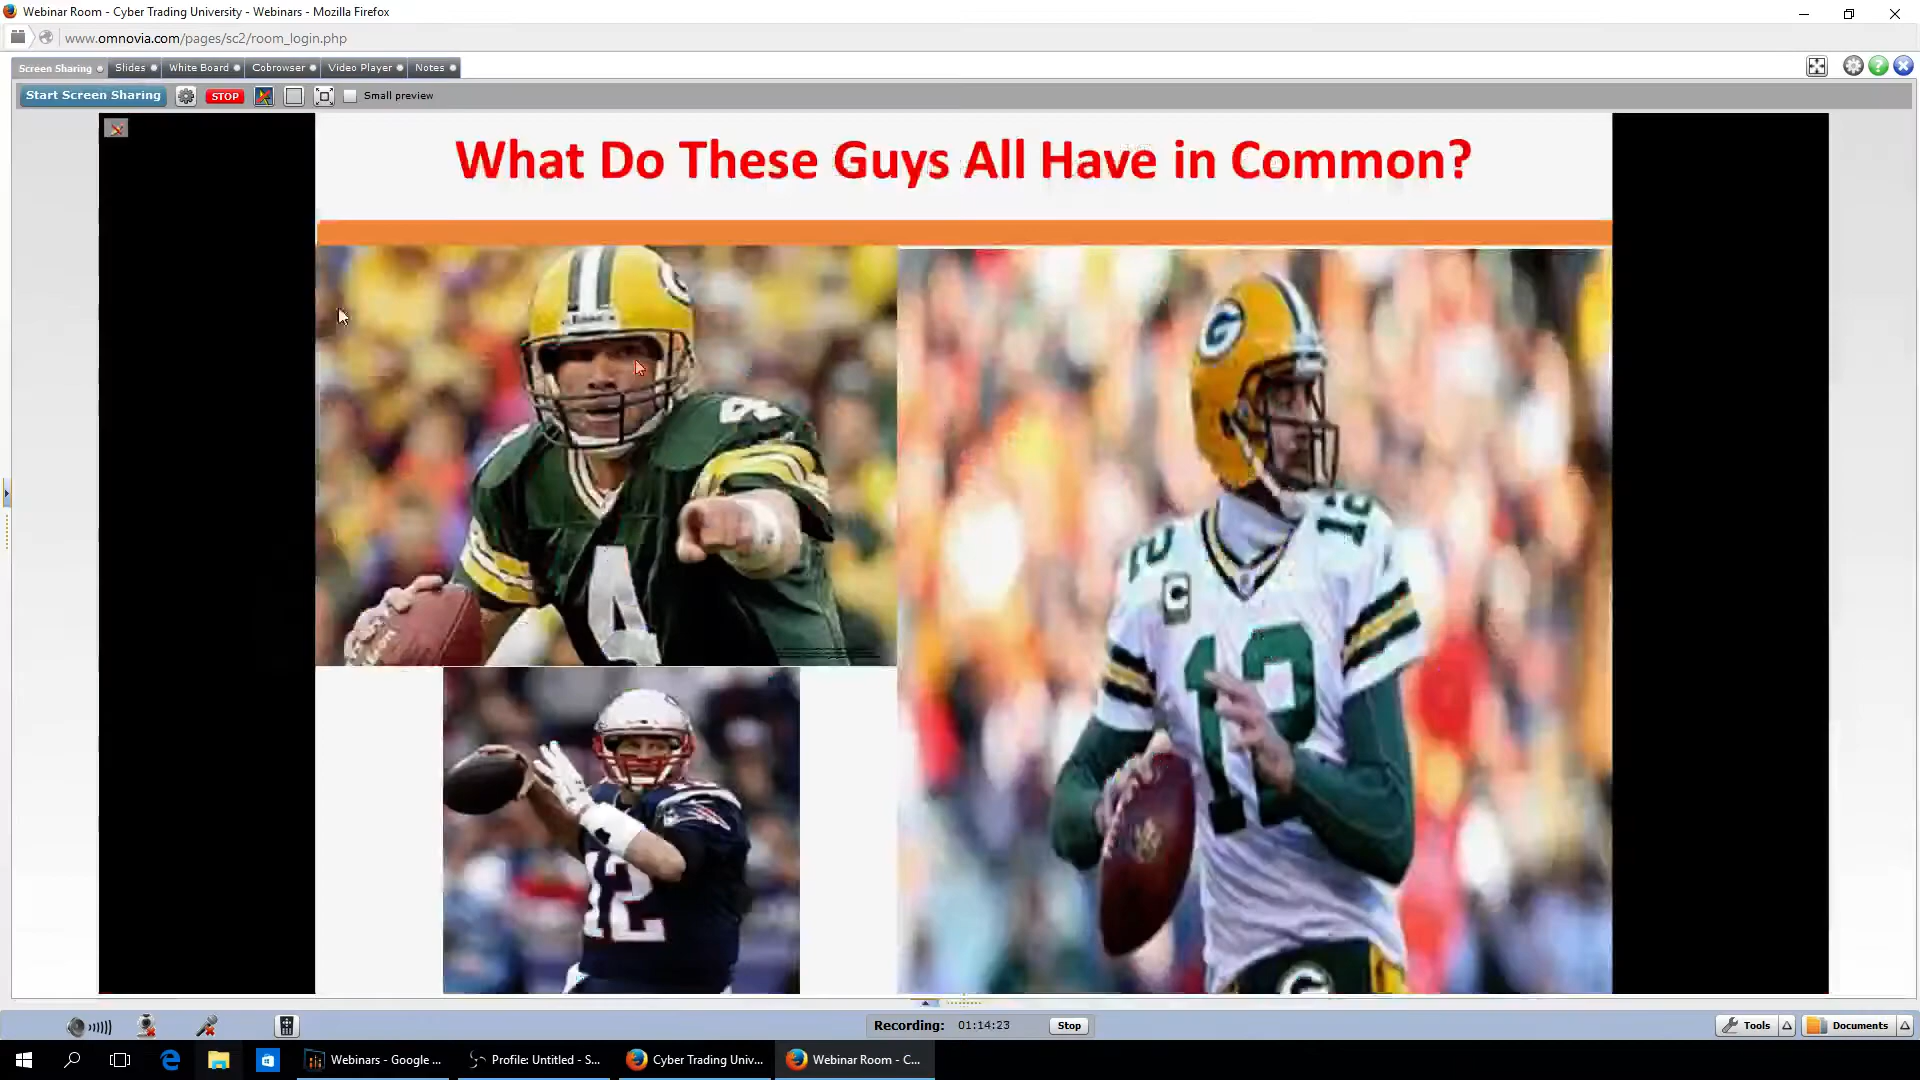 Webinar Room - Cyber Trading University - Webinars - Mozilla Firefox
www.omnovia.com/pages/sc2/room_login.php
Screen Sharing
Slides
White Board
Cobrowser
Video Player
Notes
Start Screen Sharing
STOP
Small preview
What Do These Guys All Have in Common?
G
4
4
12
G
12
12
C
12
G
Recording: 01:14:23 Stop
Tools
Documents
Webinars - Google ...
Profile: Untitled - S...
Cyber Trading Univ...
Webinar Room - C...